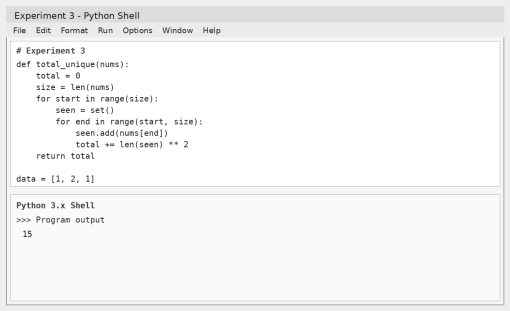 Experiment 3 - Python Shell
File Edit Format Run Options Window Help
# Experiment 3
def total_unique(nums):
    total = 0
    size = len(nums)
    for start in range(size):
        seen = set()
        for end in range(start, size):
            seen.add(nums[end])
            total += len(seen) ** 2
    return total

data = [1, 2, 1]
Python 3.x Shell
>>> Program output
15